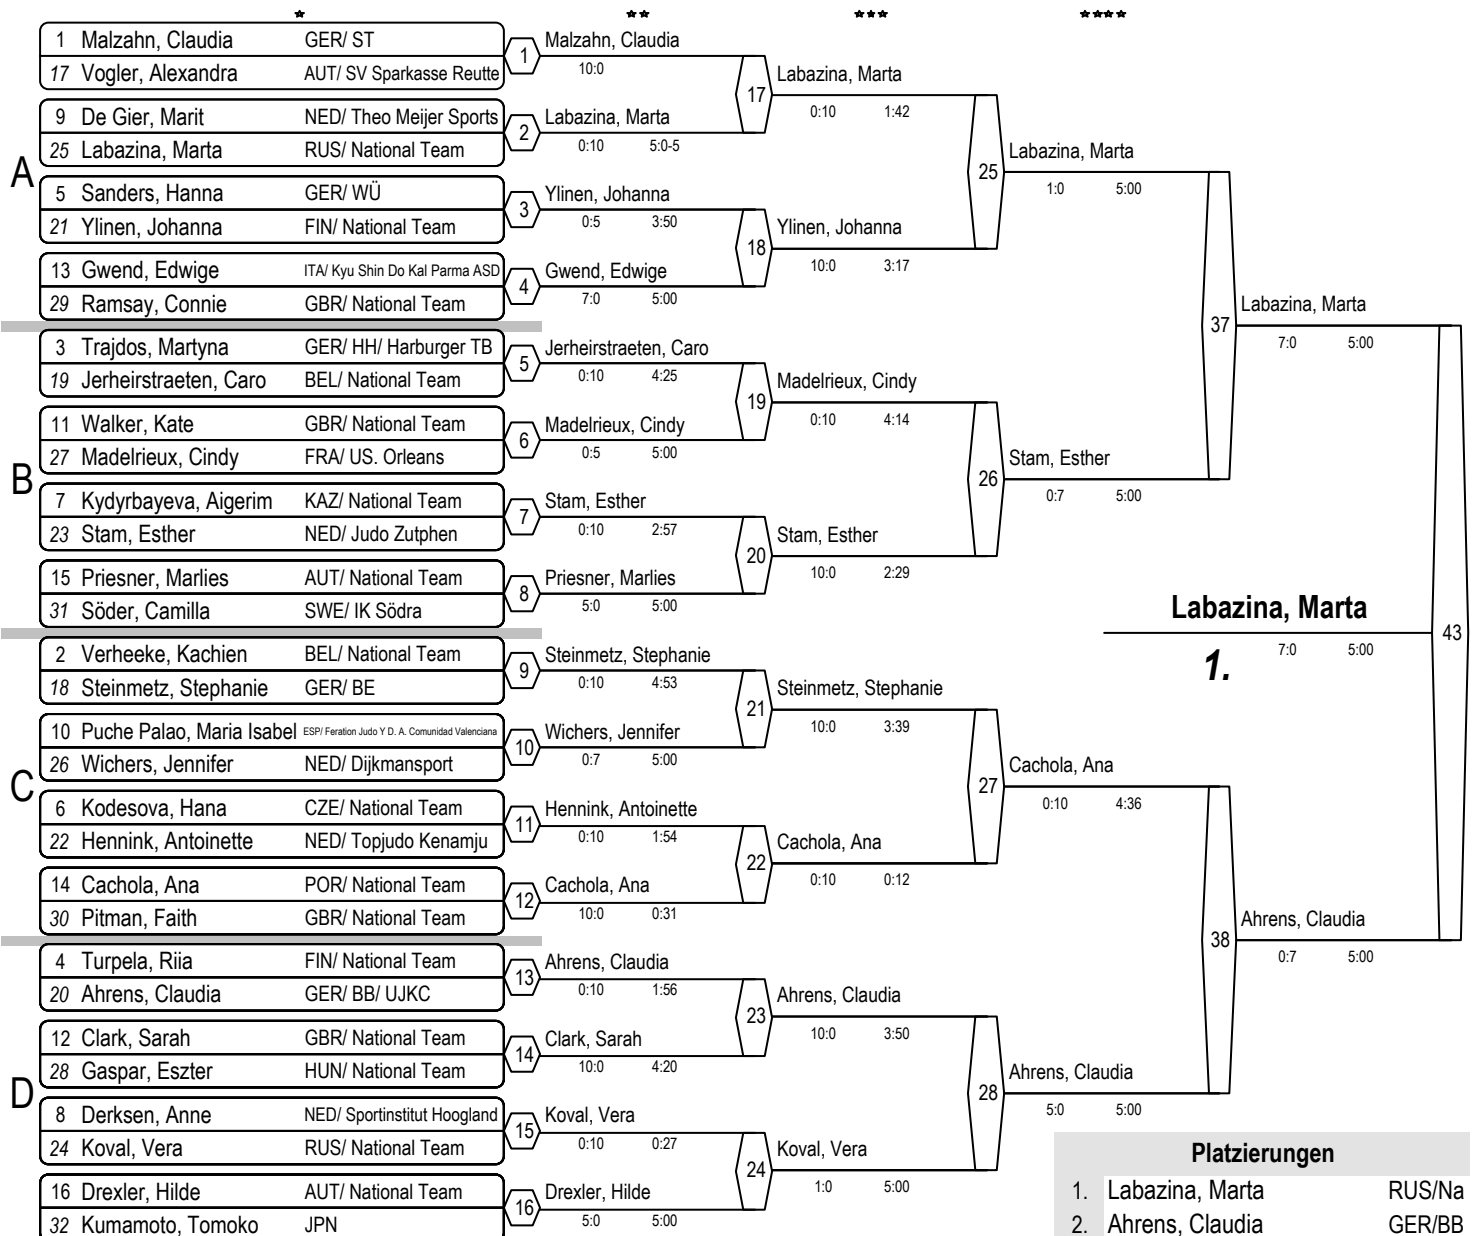 * ** *** ****
A
1 Malzahn, Claudia GER/ ST
17 Vogler, Alexandra AUT/ SV Sparkasse Reutte
1 Malzahn, Claudia
10:0
9 De Gier, Marit NED/ Theo Meijer Sports
25 Labazina, Marta RUS/ National Team
2 Labazina, Marta
0:10 5:0-5
17 Labazina, Marta
0:10 1:42
5 Sanders, Hanna GER/ WÜ
21 Ylinen, Johanna FIN/ National Team
3 Ylinen, Johanna
0:5 3:50
13 Gwend, Edwige ITA/ Kyu Shin Do Kai Parma ASD
29 Ramsay, Connie GBR/ National Team
4 Gwend, Edwige
7:0 5:00
18 Ylinen, Johanna
10:0 3:17
25 Labazina, Marta
1:0 5:00
B
3 Trajdos, Martyna GER/ HH/ Harburger TB
19 Jerheirstraeten, Caro BEL/ National Team
5 Jerheirstraeten, Caro
0:10 4:25
11 Walker, Kate GBR/ National Team
27 Madelrieux, Cindy FRA/ US. Orleans
6 Madelrieux, Cindy
0:5 5:00
19 Madelrieux, Cindy
0:10 4:14
7 Kydyrbayeva, Aigerim KAZ/ National Team
23 Stam, Esther NED/ Judo Zutphen
7 Stam, Esther
0:10 2:57
15 Priesner, Marlies AUT/ National Team
31 Söder, Camilla SWE/ IK Södra
8 Priesner, Marlies
5:0 5:00
20 Stam, Esther
10:0 2:29
26 Stam, Esther
0:7 5:00
37 Labazina, Marta
7:0 5:00
C
2 Verheeke, Kachien BEL/ National Team
18 Steinmetz, Stephanie GER/ BE
9 Steinmetz, Stephanie
0:10 4:53
10 Puche Palao, Maria Isabel ESP/ Feration Judo Y D. A. Comunidad Valenciana
26 Wichers, Jennifer NED/ Dijkmansport
10 Wichers, Jennifer
0:7 5:00
21 Steinmetz, Stephanie
10:0 3:39
6 Kodesova, Hana CZE/ National Team
22 Hennink, Antoinette NED/ Topjudo Kenamju
11 Hennink, Antoinette
0:10 1:54
14 Cachola, Ana POR/ National Team
30 Pitman, Faith GBR/ National Team
12 Cachola, Ana
10:0 0:31
22 Cachola, Ana
0:10 0:12
27 Cachola, Ana
0:10 4:36
D
4 Turpela, Riia FIN/ National Team
20 Ahrens, Claudia GER/ BB/ UJKC
13 Ahrens, Claudia
0:10 1:56
12 Clark, Sarah GBR/ National Team
28 Gaspar, Eszter HUN/ National Team
14 Clark, Sarah
10:0 4:20
23 Ahrens, Claudia
10:0 3:50
8 Derksen, Anne NED/ Sportinstitut Hoogland
24 Koval, Vera RUS/ National Team
15 Koval, Vera
0:10 0:27
16 Drexler, Hilde AUT/ National Team
32 Kumamoto, Tomoko JPN
16 Drexler, Hilde
5:0 5:00
24 Koval, Vera
1:0 5:00
28 Ahrens, Claudia
5:0 5:00
38 Ahrens, Claudia
0:7 5:00
Labazina, Marta
43
1. 7:0 5:00
Platzierungen
1. Labazina, Marta RUS/Na
2. Ahrens, Claudia GER/BB